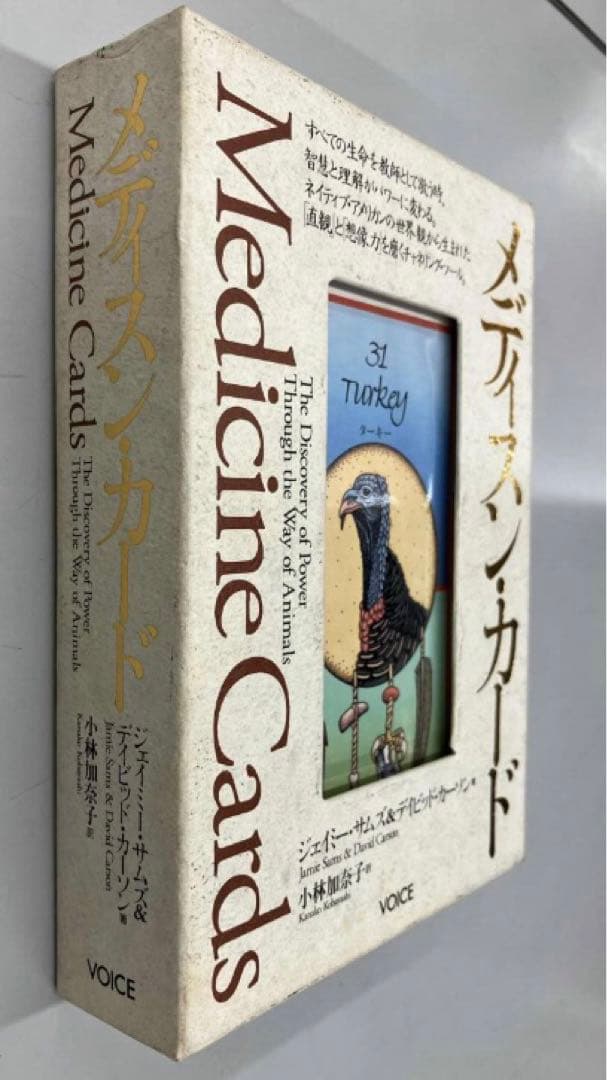 メディスン・カード
Medicine Cards
The Discovery of Power
Through the Way of Animals
ジェイミー・サムズ&
デイビッド・カーソン 著
Jamie Sams & David Carson
小林加奈子 訳
Kanako Kobayashi
VOICE
すべての生命を教師として敬う時、
智慧と理解がパワーに変わる。
ネイティブ・アメリカンの世界観から生まれた
「直観」と「想像力」を磨くチャネリング・ツール。
メディスン・カード
31
Turkey
ターキー
Medicine Cards
The Discovery of Power
Through the Way of Animals
ジェイミー・サムズ&デイビッド・カーソン 著
Jamie Sams & David Carson
小林加奈子 訳
Kanako Kobayashi
VOICE